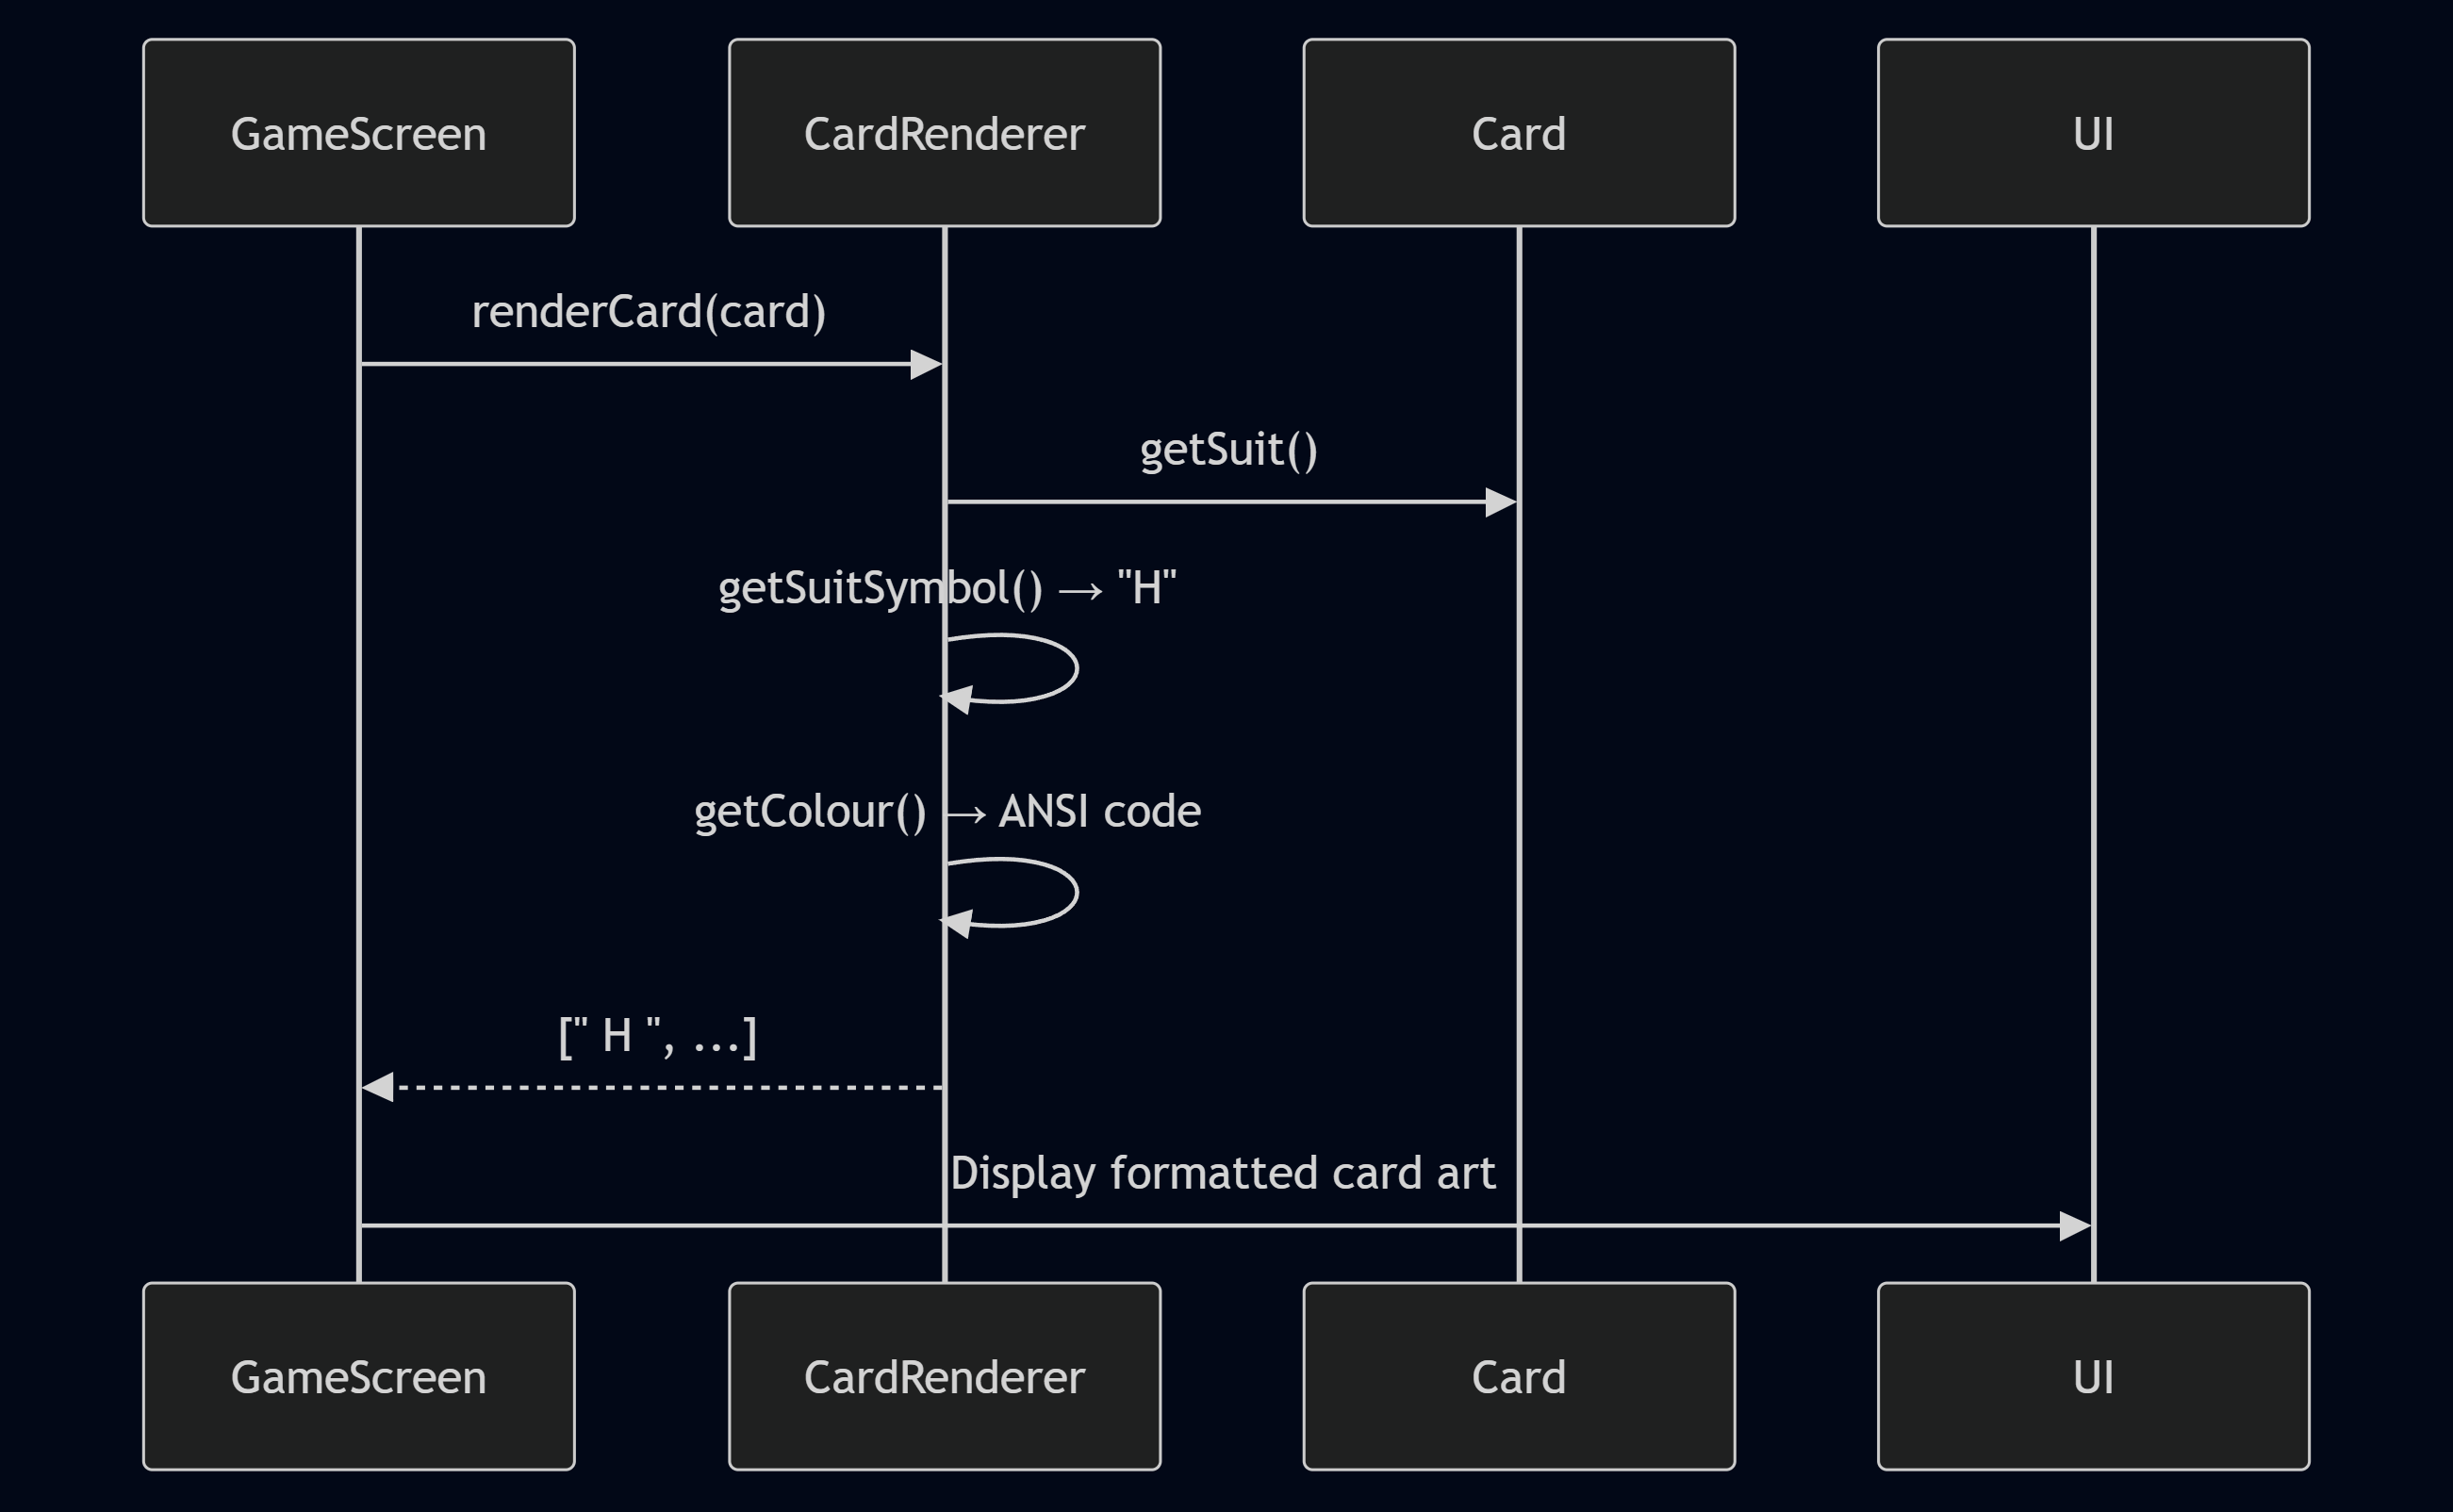 GameScreen
CardRenderer
Card
UI
renderCard(card)
getSuit()
getSuitSymbol() → "H"
getColour() → ANSI code
[" H ", ...]
Display formatted card art
GameScreen
CardRenderer
Card
UI